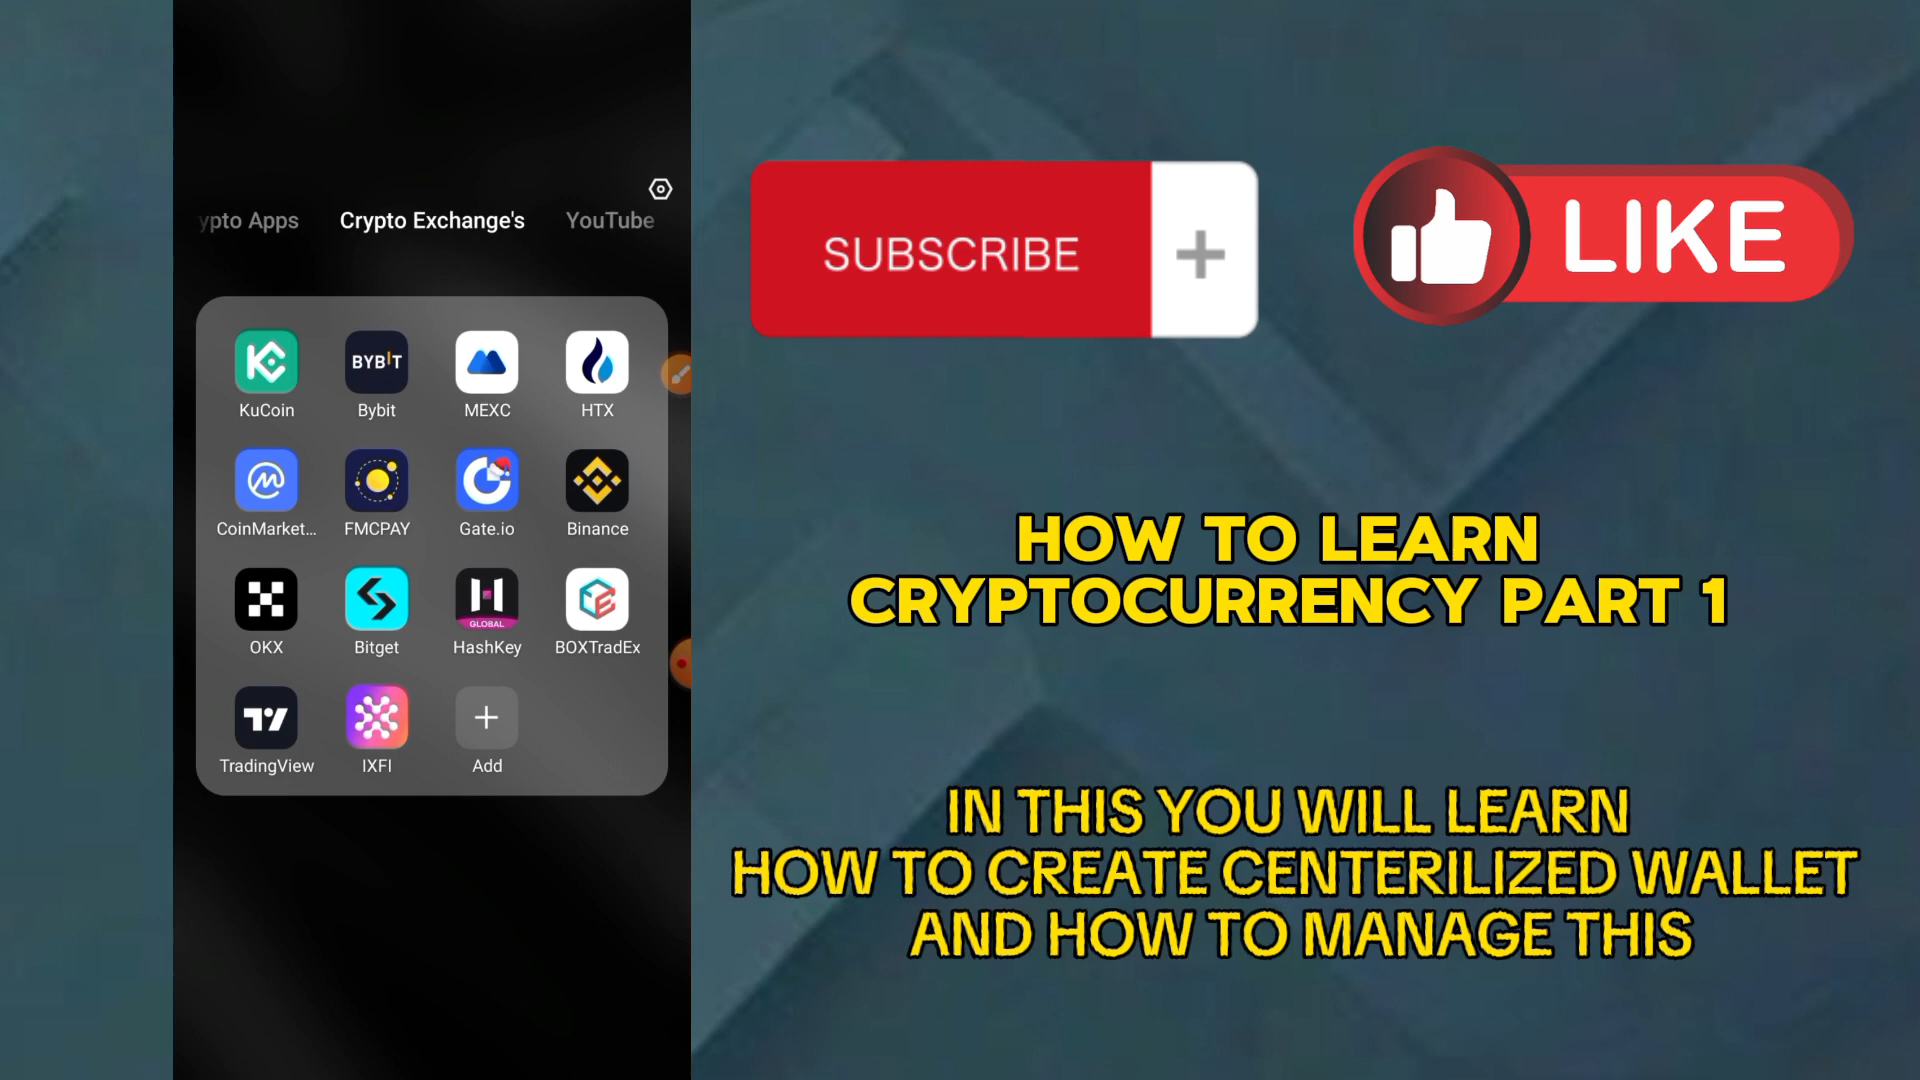 ypto Apps Crypto Exchange's YouTube
BYBIT
KuCoin Bybit MEXC HTX
CoinMarket... FMCPAY Gate.io Binance
GLOBAL
OKX Bitget HashKey BOXTradEx
TradingView IXFI Add
SUBSCRIBE
LIKE
HOW TO LEARN
CRYPTOCURRENCY PART 1
IN THIS YOU WILL LEARN
HOW TO CREATE CENTERILIZED WALLET
AND HOW TO MANAGE THIS